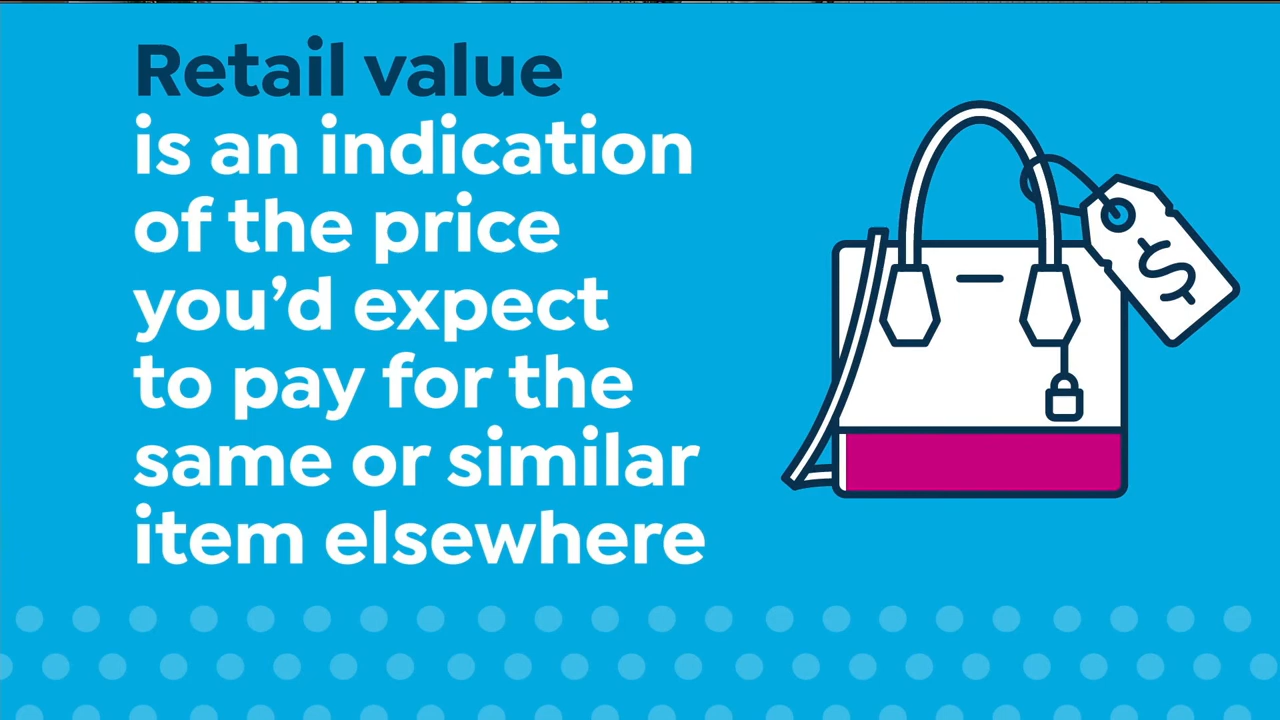 Retail value
is an indication
of the price
you’d expect
to pay for the
same or similar
item elsewhere
$